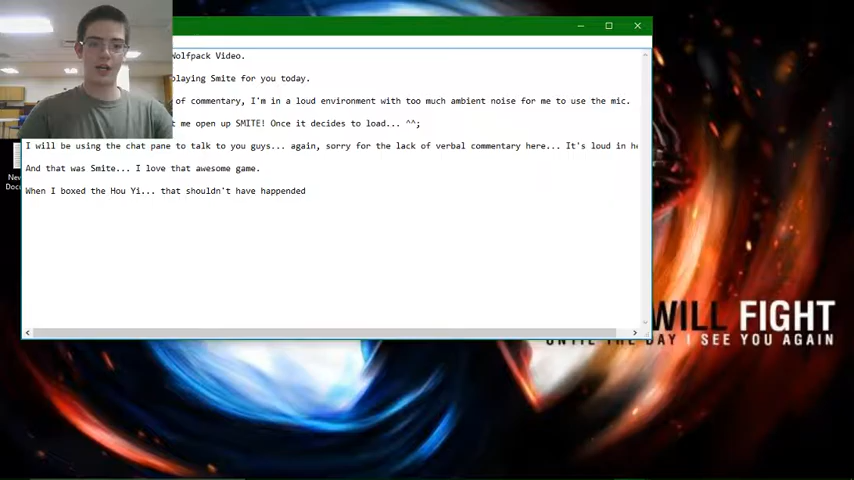 Wolfpack Video.
playing Smite for you today.
of commentary, I'm in a loud environment with too much ambient noise for me to use the mic.
me open up SMITE! Once it decides to load... ^^;
I will be using the chat pane to talk to you guys... again, sorry for the lack of verbal commentary here... It's loud in
And that was Smite... I love that awesome game.
When I boxed the Hou Yi... that shouldn't have happended
New
Docu
WILL FIGHT
UNTIL THE DAY I SEE YOU AGAIN